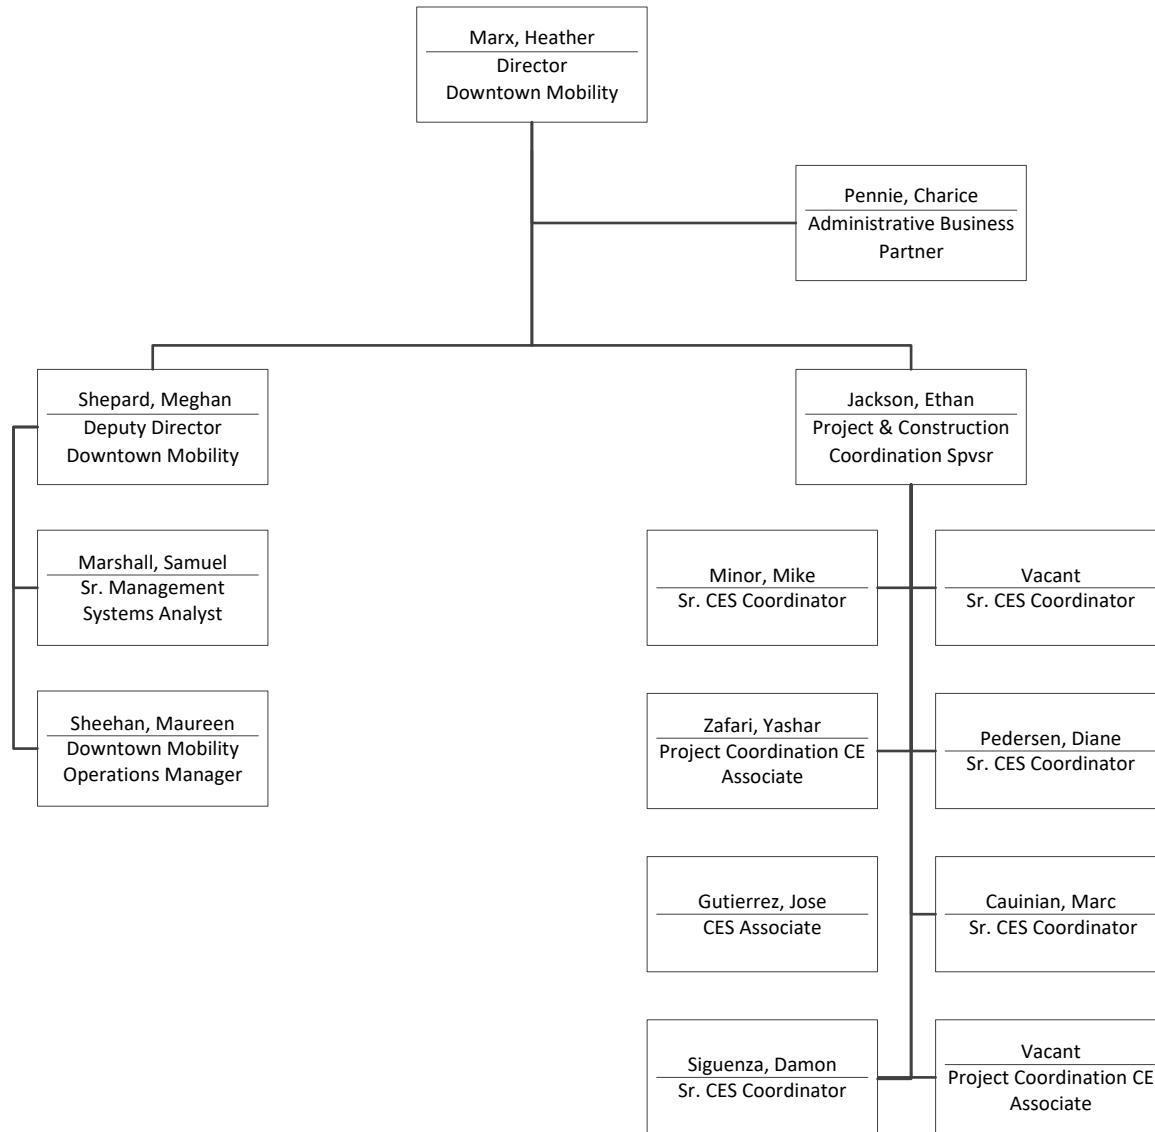 Marx, Heather
Director
Downtown Mobility
Pennie, Charice
Administrative Business
Partner
Shepard, Meghan
Deputy Director
Downtown Mobility
Jackson, Ethan
Project & Construction
Coordination Spvsr
Marshall, Samuel
Sr. Management
Systems Analyst
Minor, Mike
Sr. CES Coordinator
Vacant
Sr. CES Coordinator
Sheehan, Maureen
Downtown Mobility
Operations Manager
Zafari, Yashar
Project Coordination CE
Associate
Pedersen, Diane
Sr. CES Coordinator
Gutierrez, Jose
CES Associate
Cauinian, Marc
Sr. CES Coordinator
Siguenza, Damon
Sr. CES Coordinator
Vacant
Project Coordination CE
Associate